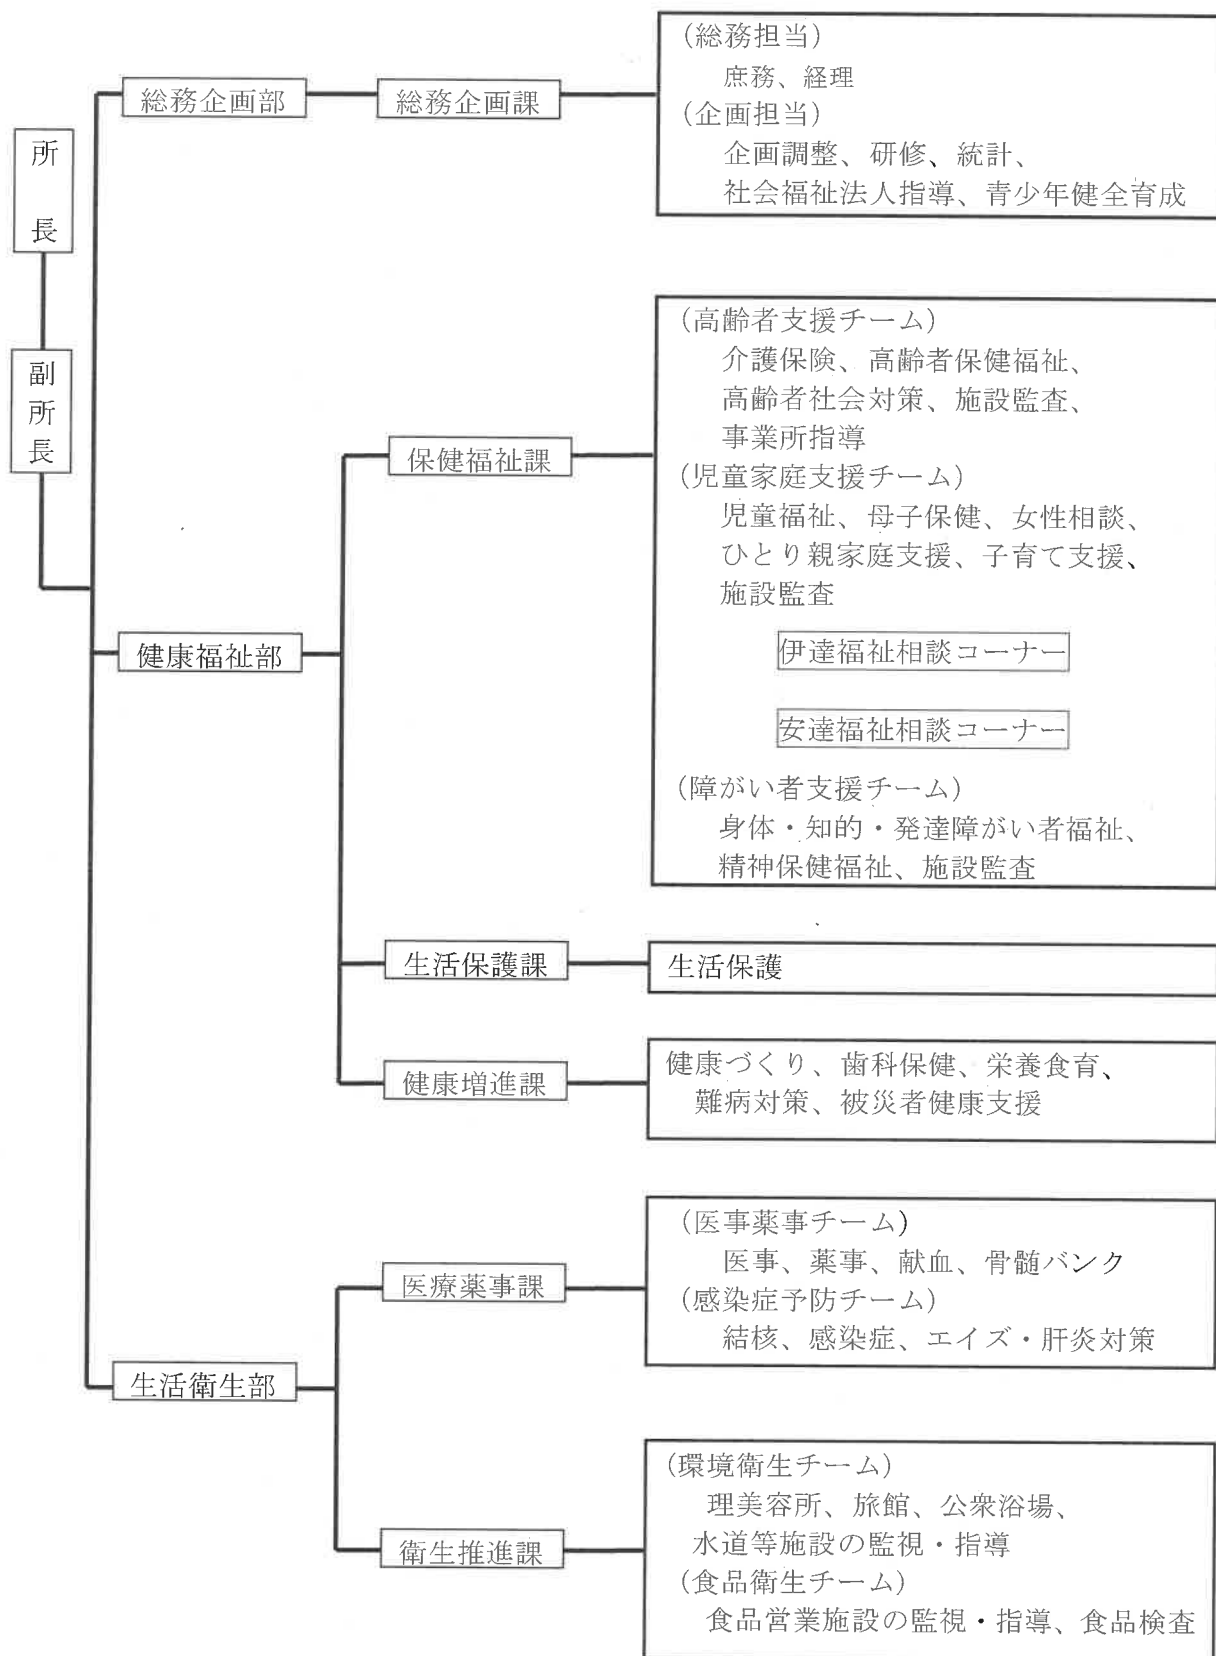 所長
副所長
総務企画部
総務企画課
（総務担当）
庶務、経理
（企画担当）
企画調整、研修、統計、
社会福祉法人指導、青少年健全育成
健康福祉部
保健福祉課
（高齢者支援チーム）
介護保険、高齢者保健福祉、
高齢者社会対策、施設監査、
事業所指導
（児童家庭支援チーム）
児童福祉、母子保健、女性相談、
ひとり親家庭支援、子育て支援、
施設監査
伊達福祉相談コーナー
安達福祉相談コーナー
（障がい者支援チーム）
身体・知的・発達障がい者福祉、
精神保健福祉、施設監査
生活保護課
生活保護
健康増進課
健康づくり、歯科保健、栄養食育、
難病対策、被災者健康支援
生活衛生部
医療薬事課
（医事薬事チーム）
医事、薬事、献血、骨髄バンク
（感染症予防チーム）
結核、感染症、エイズ・肝炎対策
衛生推進課
（環境衛生チーム）
理美容所、旅館、公衆浴場、
水道等施設の監視・指導
（食品衛生チーム）
食品営業施設の監視・指導、食品検査